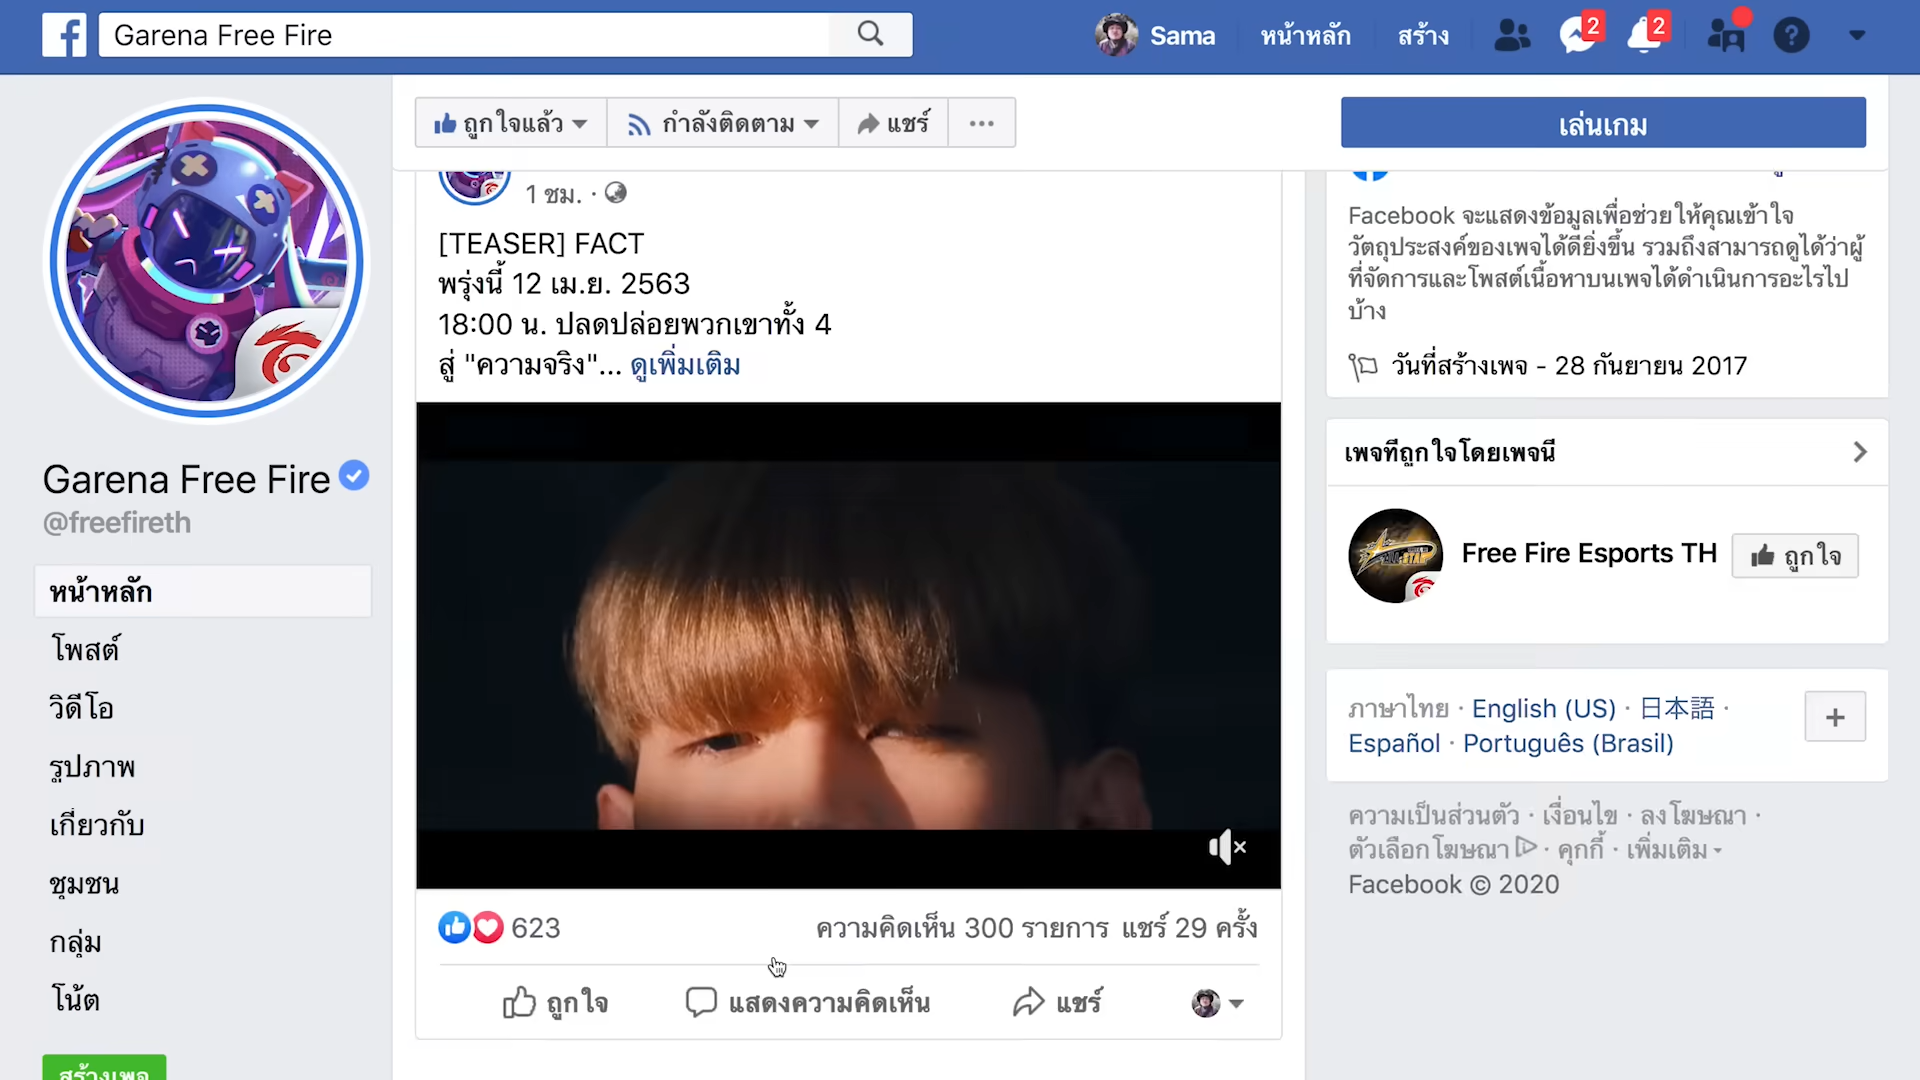 Garena Free Fire
Sama
หน้าหลัก
สร้าง
2
2
Garena Free Fire
@freefireth
หน้าหลัก
โพสต์
วิดีโอ
รูปภาพ
เกี่ยวกับ
ชุมชน
กลุ่ม
โน้ต
สร้างเพจ
ถูกใจแล้ว
กำลังติดตาม
แชร์
เล่นเกม
1 ชม. ·
[TEASER] FACT
พรุ่งนี้ 12 เม.ย. 2563
18:00 น. ปลดปล่อยพวกเขาทั้ง 4
สู่ "ความจริง"... ดูเพิ่มเติม
623
ความคิดเห็น 300 รายการ แชร์ 29 ครั้ง
ถูกใจ
แสดงความคิดเห็น
แชร์
Facebook จะแสดงข้อมูลเพื่อช่วยให้คุณเข้าใจ
วัตถุประสงค์ของเพจได้ดียิ่งขึ้น รวมถึงสามารถดูได้ว่าผู้
ที่จัดการและโพสต์เนื้อหาบนเพจได้ดำเนินการอะไรไป
บ้าง
วันที่สร้างเพจ - 28 กันยายน 2017
เพจที่ถูกใจโดยเพจนี้
Free Fire Esports TH
ถูกใจ
ภาษาไทย · English (US) · 日本語 ·
Español · Português (Brasil)
ความเป็นส่วนตัว · เงื่อนไข · ลงโฆษณา ·
ตัวเลือกโฆษณา · คุกกี้ · เพิ่มเติม
Facebook © 2020